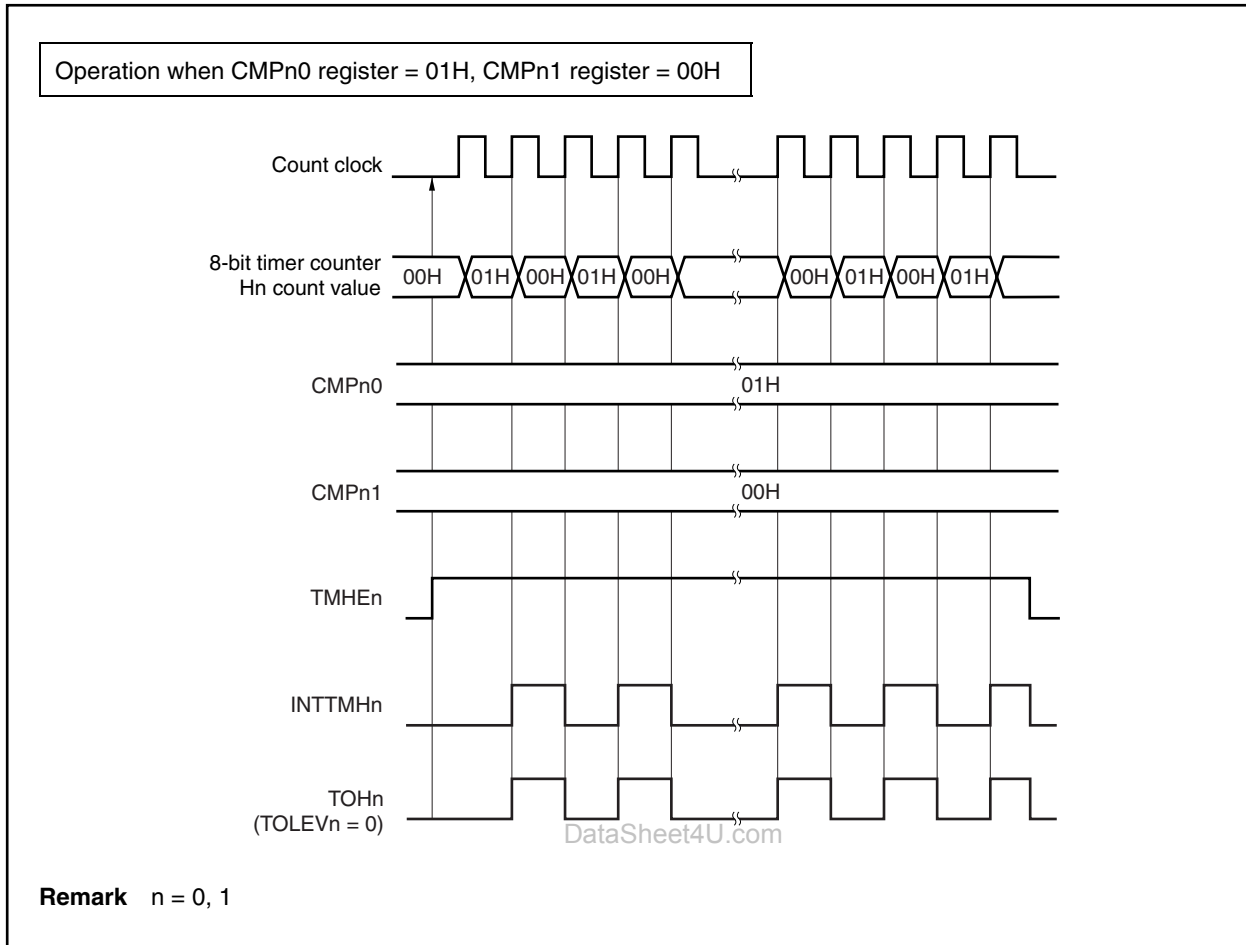 Operation when CMPn0 register = 01H, CMPn1 register = 00H
Count clock
8-bit timer counter
Hn count value
00H 01H 00H 01H 00H 00H 01H 00H 01H
CMPn0
01H
CMPn1
00H
TMHEn
INTTMHn
TOHn
(TOLEVn = 0)
DataSheet4U.com
Remark n = 0, 1